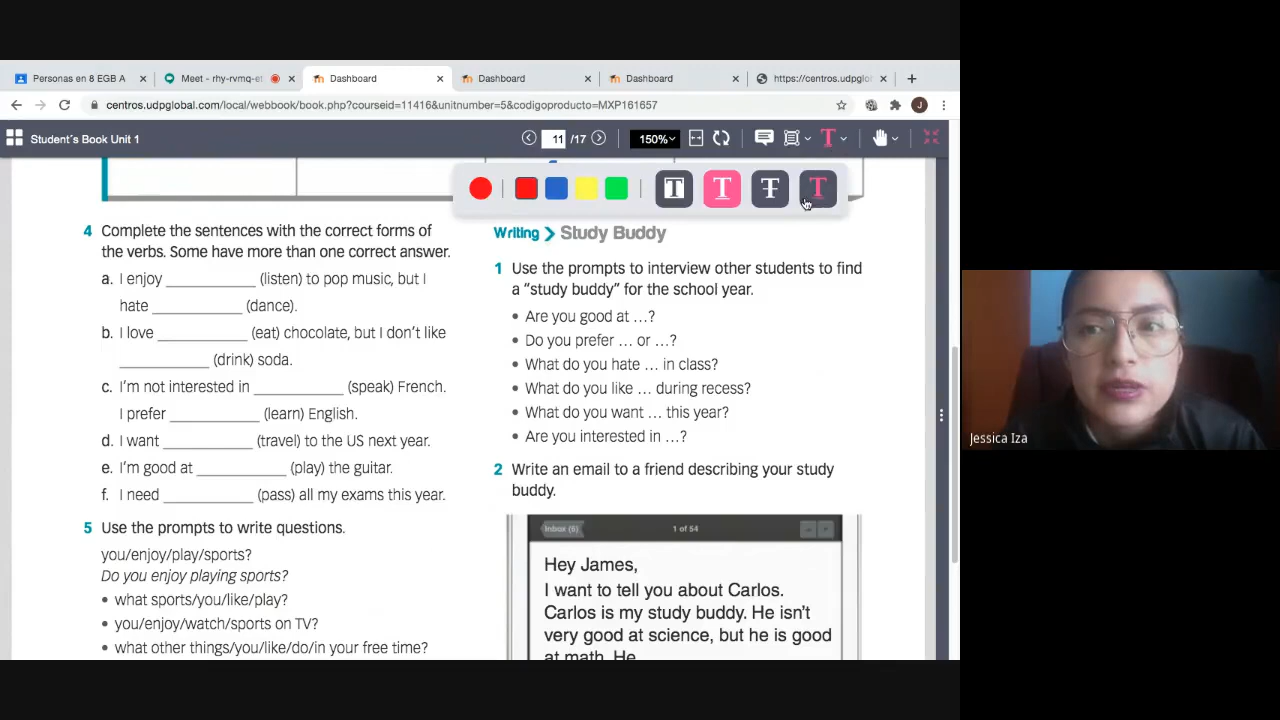 Personas en 8 EGB A
Meet - rhy-rvmq-et
Dashboard
Dashboard
Dashboard
https://centros.udpglo
centros.udpglobal.com/local/webbook/book.php?courseid=11416&unitnumber=5&codigoproducto=MXP161657
J
Student´s Book Unit 1
11 /17
150%
T
T T T T
4 Complete the sentences with the correct forms of
the verbs. Some have more than one correct answer.
a. I enjoy ____________ (listen) to pop music, but I
hate ____________ (dance).
b. I love ____________ (eat) chocolate, but I don't like
____________ (drink) soda.
c. I'm not interested in ____________ (speak) French.
I prefer ____________ (learn) English.
d. I want ____________ (travel) to the US next year.
e. I'm good at ____________ (play) the guitar.
f. I need ____________ (pass) all my exams this year.
5 Use the prompts to write questions.
you/enjoy/play/sports?
Do you enjoy playing sports?
• what sports/you/like/play?
• you/enjoy/watch/sports on TV?
• what other things/you/like/do/in your free time?
Writing Study Buddy
1 Use the prompts to interview other students to find
a “study buddy” for the school year.
• Are you good at …?
• Do you prefer … or …?
• What do you hate … in class?
• What do you like … during recess?
• What do you want … this year?
• Are you interested in …?
2 Write an email to a friend describing your study
buddy.
Inbox (5)
1 of 54
Hey James,
I want to tell you about Carlos.
Carlos is my study buddy. He isn't
very good at science, but he is good
at math. He
Jessica Iza